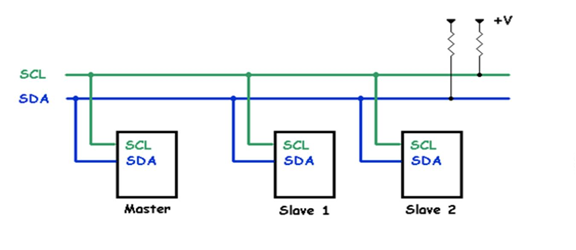 +V
SCL
SDA
SCL
SDA
SCL
SDA
SCL
SDA
Master
Slave 1
Slave 2